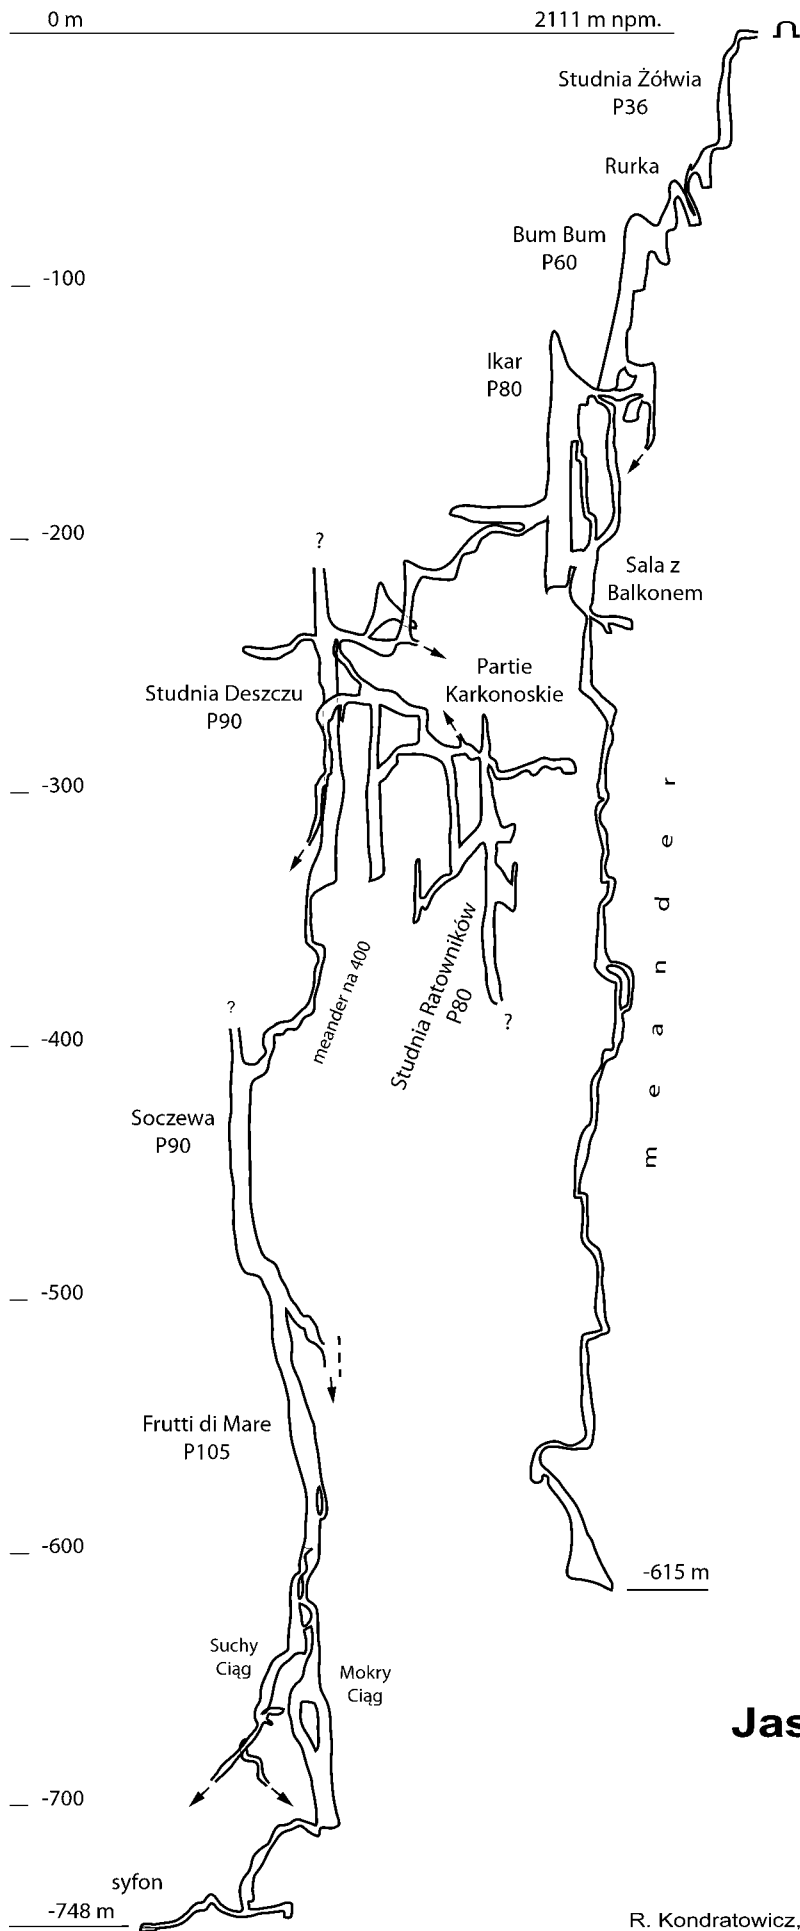 0 m
2111 m npm.
Studnia Żółwia
P36
Rurka
Bum Bum
P60
-100
Ikar
P80
-200
?
Sala z
Balkonem
Partie
Karkonoskie
Studnia Deszczu
P90
-300
meander
meander na 400
Studnia Ratowników
P80
?
?
-400
Soczewa
P90
-500
Frutti di Mare
P105
-600
-615 m
Suchy
Ciąg
Mokry
Ciąg
Jas
-700
syfon
-748 m
R. Kondratowicz,